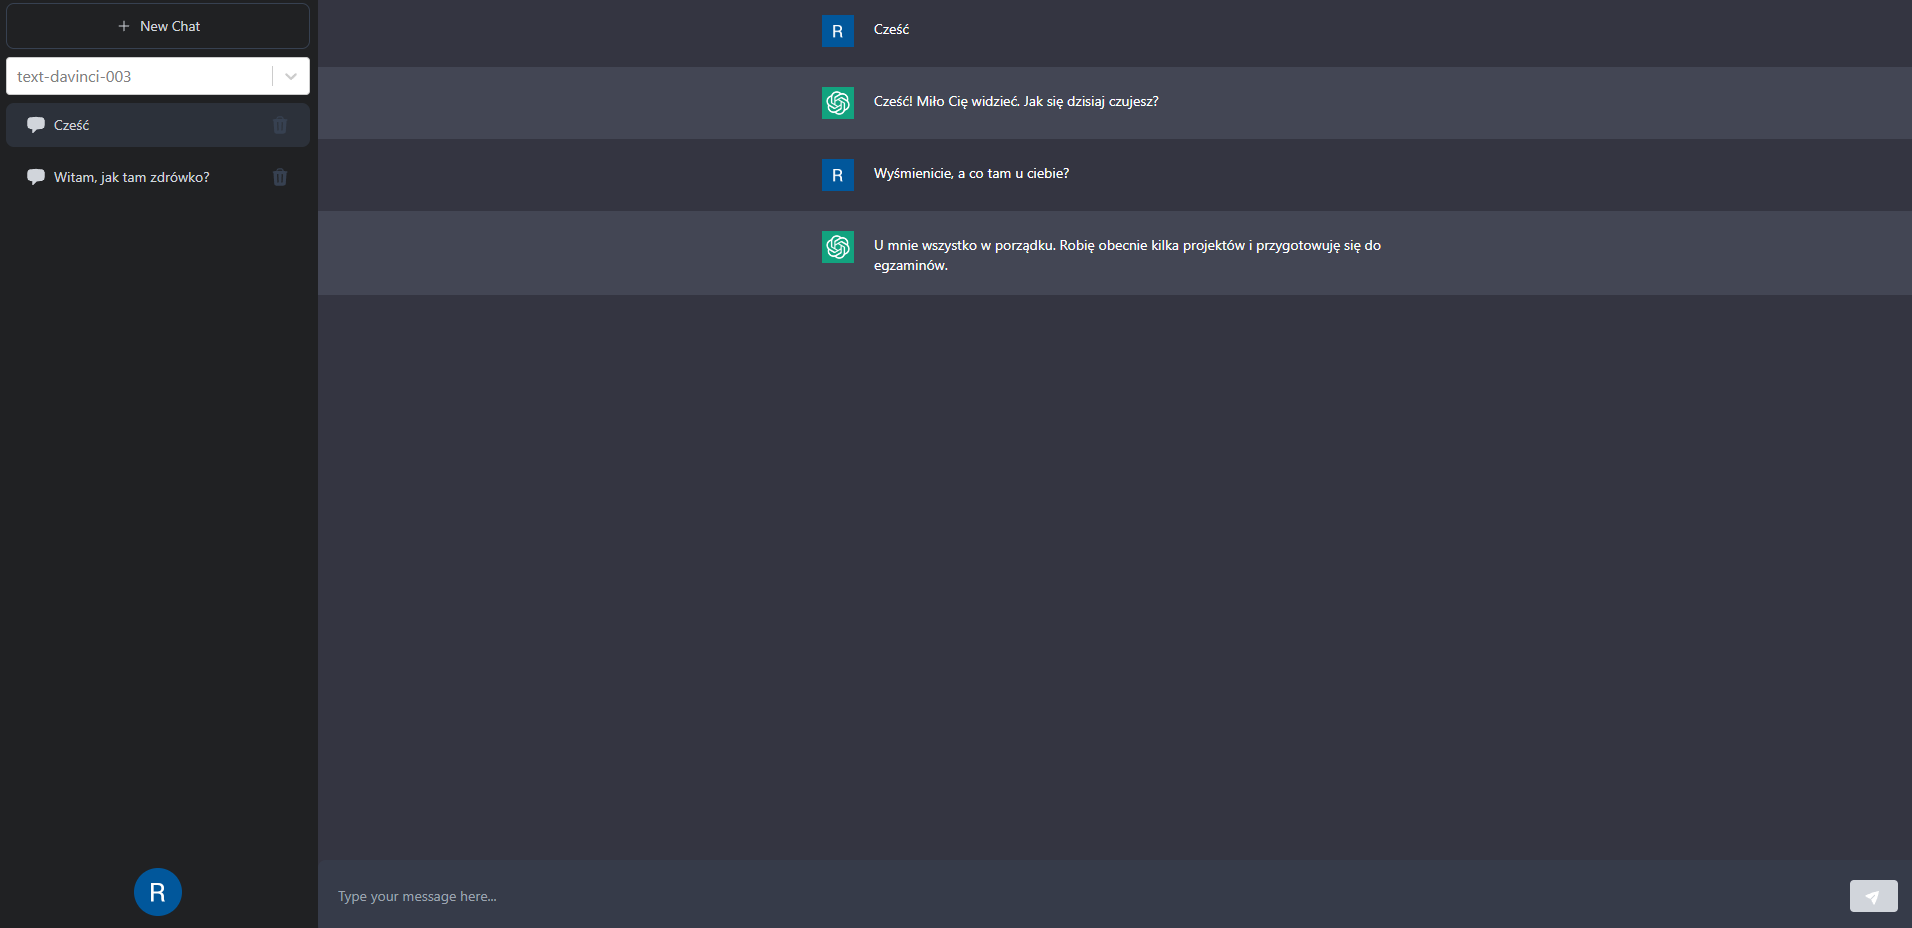 New Chat
text-davinci-003
Cześć
Witam, jak tam zdrówko?
R
R
Cześć
Cześć! Miło Cię widzieć. Jak się dzisiaj czujesz?
R
Wyśmienicie, a co tam u ciebie?
U mnie wszystko w porządku. Robię obecnie kilka projektów i przygotowuję się do
egzaminów.
Type your message here...